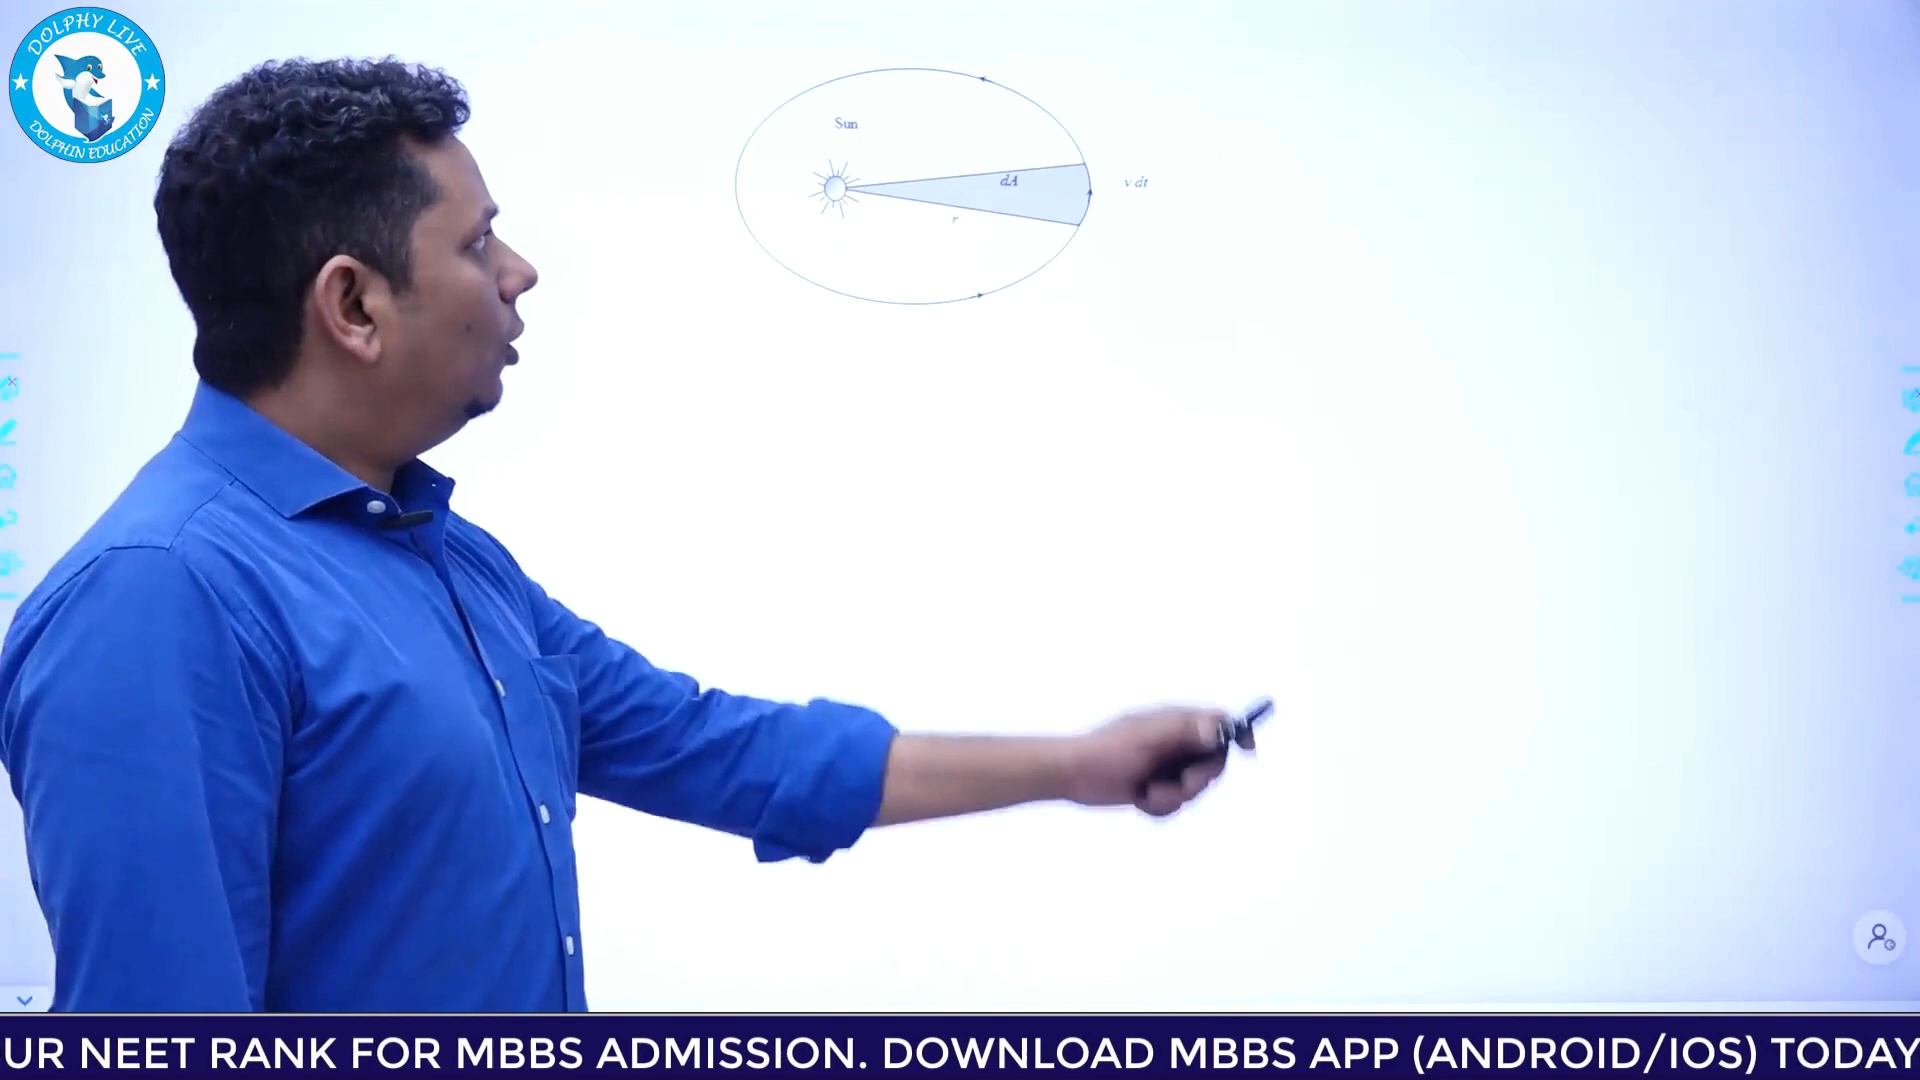 DOLPHY LIVE
DOLPHIN EDUCATION
Sun
dA
v dt
r
UR NEET RANK FOR MBBS ADMISSION. DOWNLOAD MBBS APP (ANDROID/IOS) TODAY